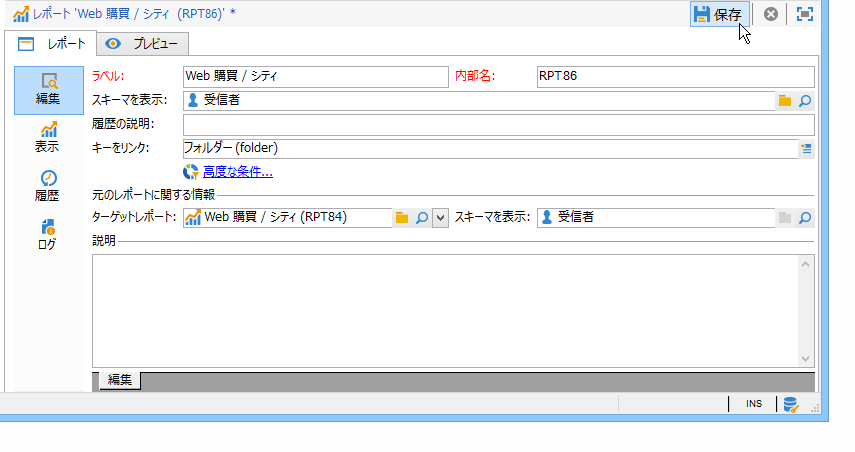 レポート 'Web 購買 / シティ (RPT86)' *
保存
レポート
プレビュー
編集
表示
履歴
ログ
ラベル:
Web 購買 / シティ
内部名:
RPT86
スキーマを表示:
受信者
履歴の説明:
キーをリンク:
フォルダー (folder)
高度な条件...
元のレポートに関する情報
ターゲットレポート:
Web 購買 / シティ (RPT84)
スキーマを表示:
受信者
説明
編集
INS